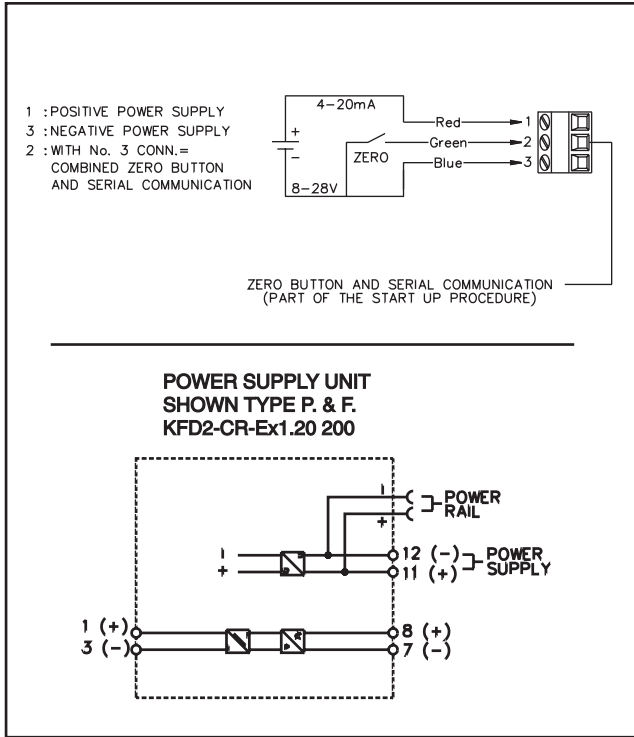 4-20mA
1 :POSITIVE POWER SUPPLY
3 :NEGATIVE POWER SUPPLY
2 :WITH No. 3 CONN.=
COMBINED ZERO BUTTON
AND SERIAL COMMUNICATION
+
-
8-28V
ZERO
Red 1
Green 2
Blue 3
ZERO BUTTON AND SERIAL COMMUNICATION
(PART OF THE START UP PROCEDURE)
POWER SUPPLY UNIT
SHOWN TYPE P. & F.
KFD2-CR-Ex1.20 200
-
+
POWER
RAIL
-
+
12 (-)
11 (+)
POWER
SUPPLY
1 (+)
3 (-)
8 (+)
7 (-)